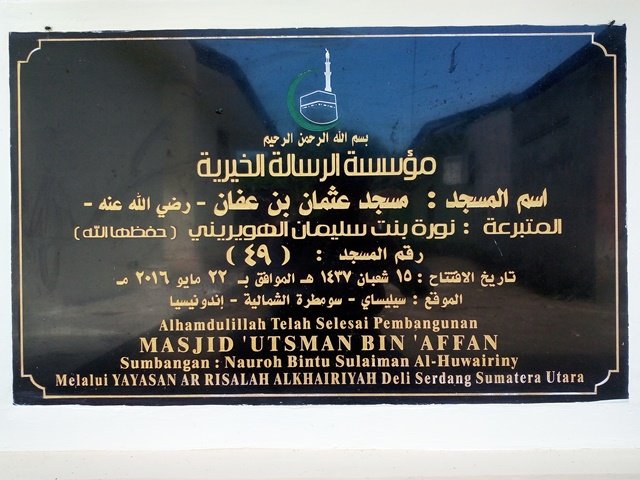 بسم الله الرحمن الرحيم
مؤسسة الرسالة الخيرية
اسم المسجد : مسجد عثمان بن عفان - رضي الله عنه -
المتبرعة : نورة بنت سليمان الهويريني ( حفظها الله )
رقم المسجد : ( ٤٩ )
تاريخ الافتتاح : ١٥ شعبان ١٤٣٧ هـ الموافق بـ ٢٢ مايو ٢٠١٦ مـ
الموقع : سيليساي - سومطرة الشمالية - إندونيسيا
Alhamdulillah Telah Selesai Pembangunan
MASJID 'UTSMAN BIN 'AFFAN
Sumbangan : Nauroh Bintu Sulaiman Al-Huwairiny
Melalui YAYASAN AR RISALAH ALKHAIRIYAH Deli Serdang Sumatera Utara